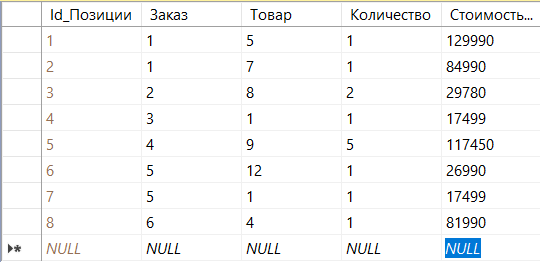 Id_Позиции Заказ Товар Количество Стоимость...
1 1 5 1 129990
2 1 7 1 84990
3 2 8 2 29780
4 3 1 1 17499
5 4 9 5 117450
6 5 12 1 26990
7 5 1 1 17499
8 6 4 1 81990
NULL NULL NULL NULL NULL